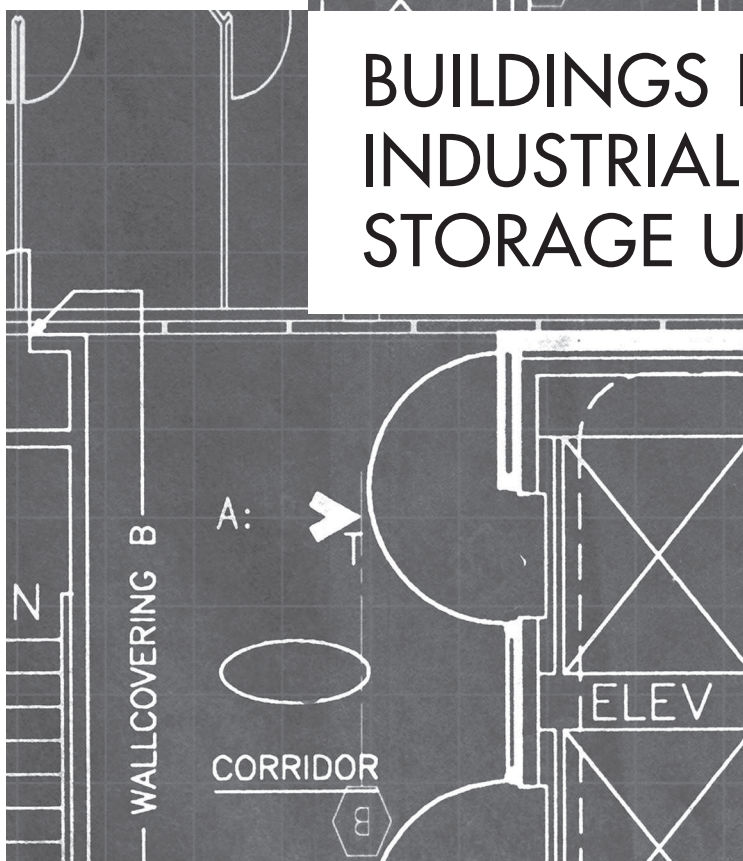 BUILDINGS
INDUSTRIAL
STORAGE U
A:
T
N
WALLCOVERING B
ELEV
CORRIDOR
B